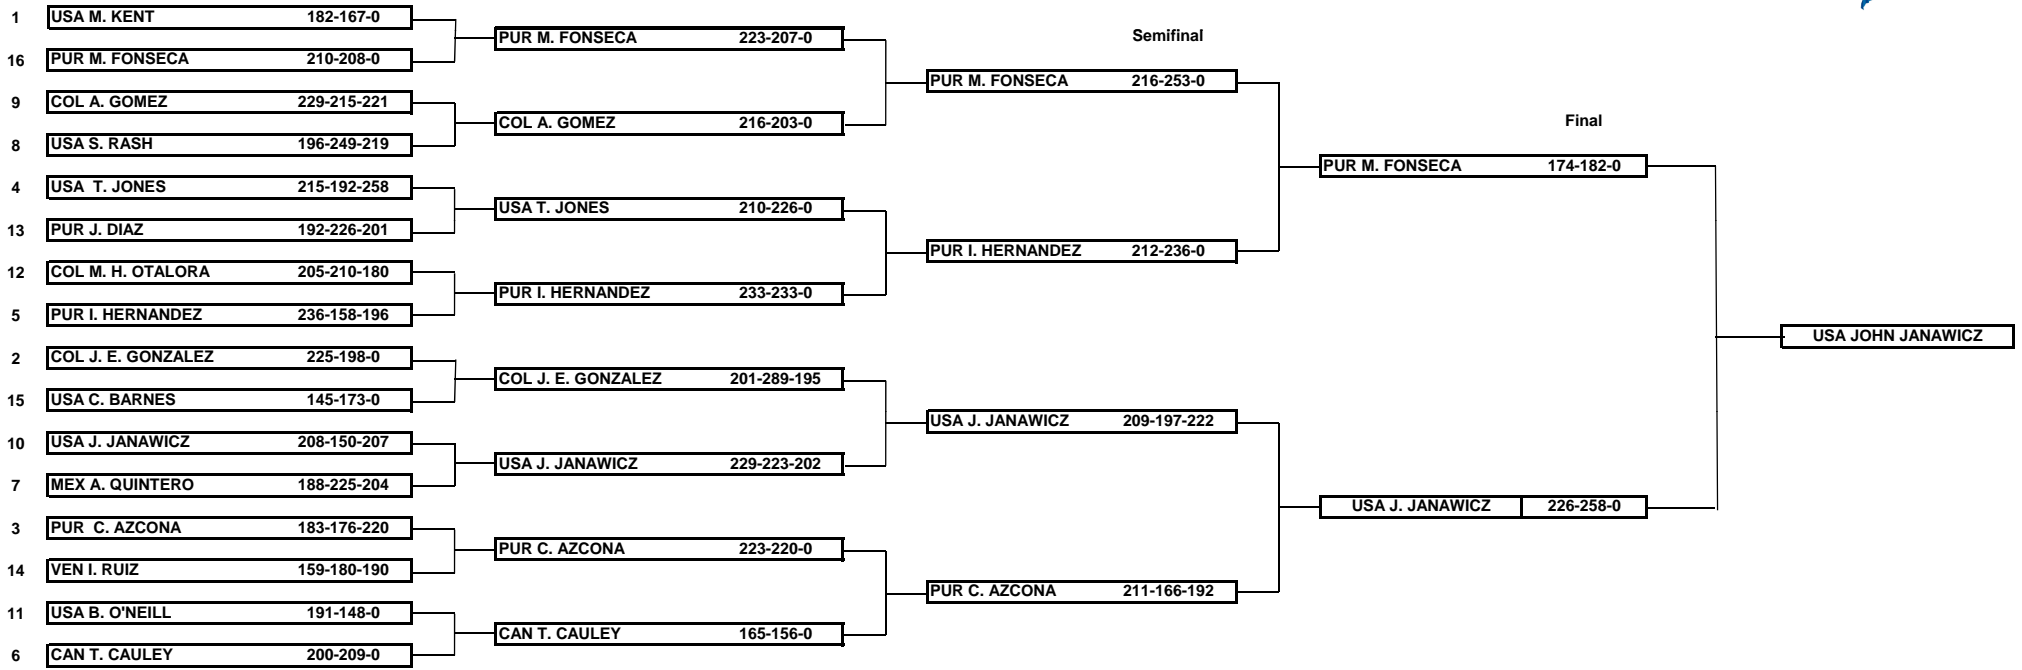 1 USA M. KENT 182-167-0
PUR M. FONSECA 223-207-0
Semifinal
16 PUR M. FONSECA 210-208-0
PUR M. FONSECA 216-253-0
9 COL A. GOMEZ 229-215-221
COL A. GOMEZ 216-203-0
Final
8 USA S. RASH 196-249-219
PUR M. FONSECA 174-182-0
4 USA T. JONES 215-192-258
USA T. JONES 210-226-0
13 PUR J. DIAZ 192-226-201
PUR I. HERNANDEZ 212-236-0
12 COL M. H. OTALORA 205-210-180
PUR I. HERNANDEZ 233-233-0
5 PUR I. HERNANDEZ 236-158-196
USA JOHN JANAWICZ
2 COL J. E. GONZALEZ 225-198-0
COL J. E. GONZALEZ 201-289-195
15 USA C. BARNES 145-173-0
USA J. JANAWICZ 209-197-222
10 USA J. JANAWICZ 208-150-207
USA J. JANAWICZ 229-223-202
7 MEX A. QUINTERO 188-225-204
USA J. JANAWICZ 226-258-0
3 PUR C. AZCONA 183-176-220
PUR C. AZCONA 223-220-0
14 VEN I. RUIZ 159-180-190
PUR C. AZCONA 211-166-192
11 USA B. O'NEILL 191-148-0
CAN T. CAULEY 165-156-0
6 CAN T. CAULEY 200-209-0